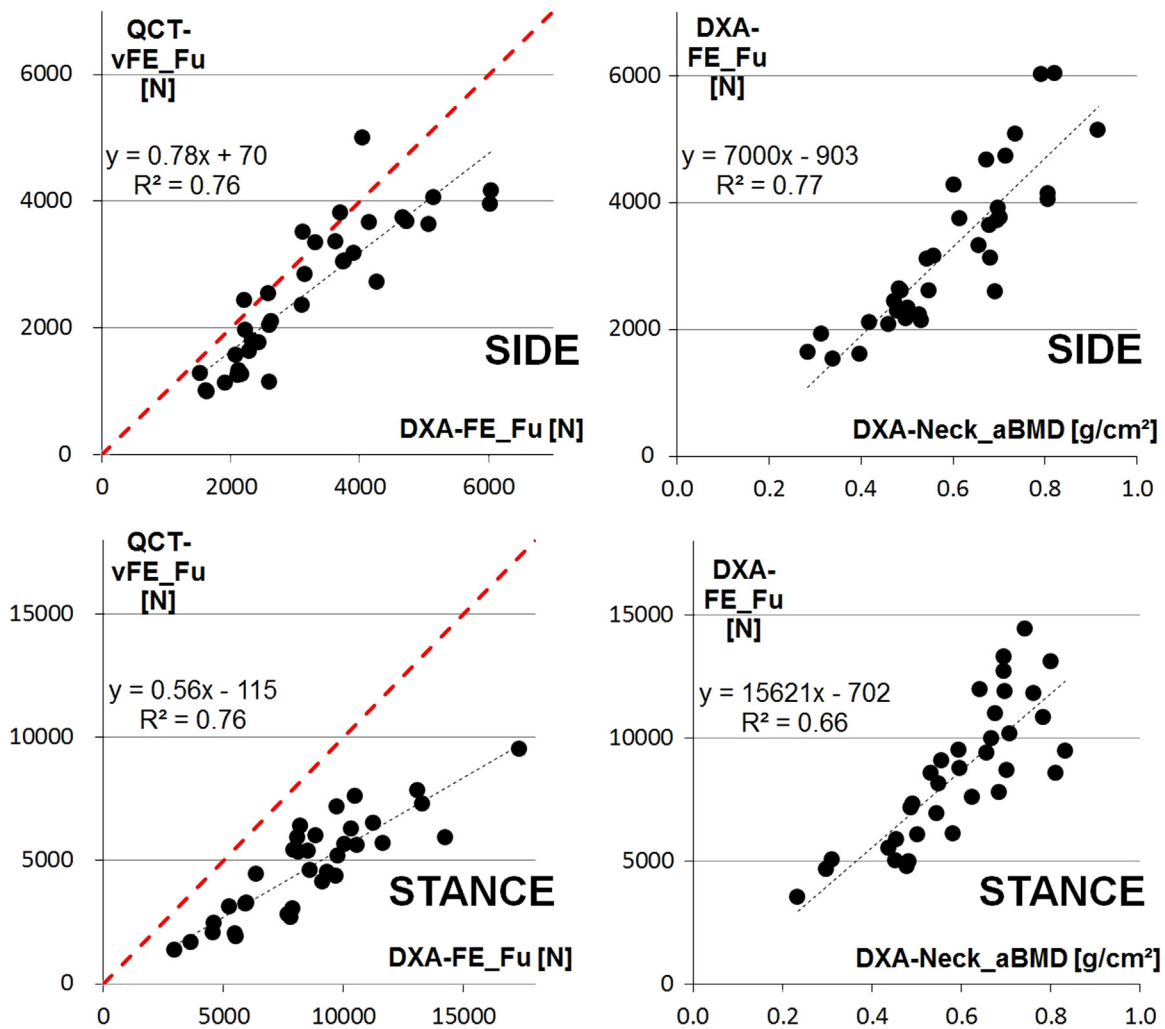 QCT-
vFE_Fu
[N]
6000
4000
2000
0
y = 0.78x + 70
R² = 0.76
SIDE
DXA-FE_Fu [N]
0
2000
4000
6000
DXA-
FE_Fu
[N]
6000
4000
2000
0
y = 7000x - 903
R² = 0.77
SIDE
DXA-Neck_aBMD [g/cm²]
0.0
0.2
0.4
0.6
0.8
1.0
QCT-
vFE_Fu
[N]
15000
10000
5000
0
y = 0.56x - 115
R² = 0.76
STANCE
DXA-FE_Fu [N]
0
5000
10000
15000
DXA-
FE_Fu
[N]
15000
10000
5000
0
y = 15621x - 702
R² = 0.66
STANCE
DXA-Neck_aBMD [g/cm²]
0.0
0.2
0.4
0.6
0.8
1.0